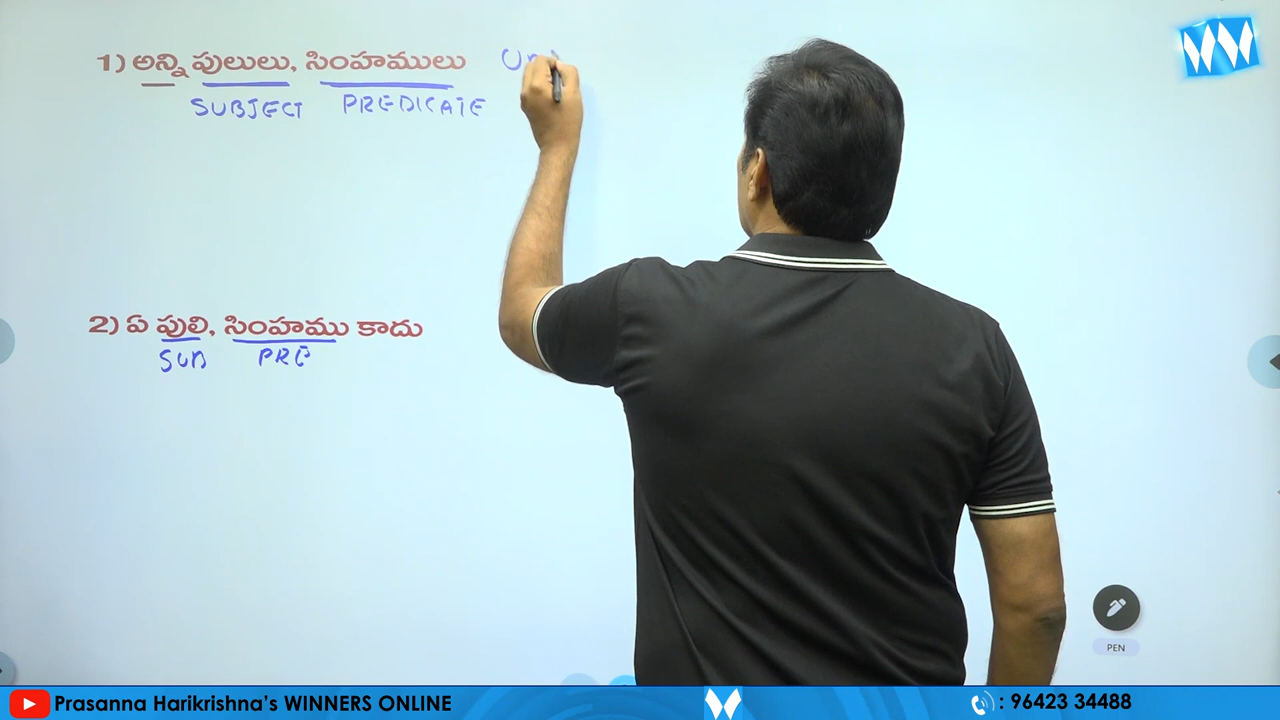 1) అన్ని పులులు, సింహములు
SUBJECT PREDICATE
2) ఏ పులి, సింహము కాదు
SUB PRE
PEN
Prasanna Harikrishna's WINNERS ONLINE : 96423 34488